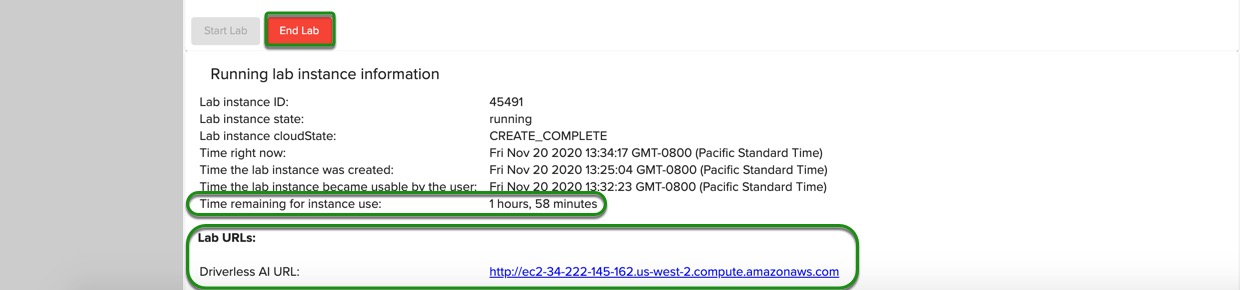 Start Lab End Lab
Running lab instance information
Lab instance ID: 45491
Lab instance state: running
Lab instance cloudState: CREATE_COMPLETE
Time right now: Fri Nov 20 2020 13:34:17 GMT-0800 (Pacific Standard Time)
Time the lab instance was created: Fri Nov 20 2020 13:25:04 GMT-0800 (Pacific Standard Time)
Time the lab instance became usable by the user: Fri Nov 20 2020 13:32:23 GMT-0800 (Pacific Standard Time)
Time remaining for instance use: 1 hours, 58 minutes
Lab URLs:
Driverless AI URL: http://ec2-34-222-145-162.us-west-2.compute.amazonaws.com